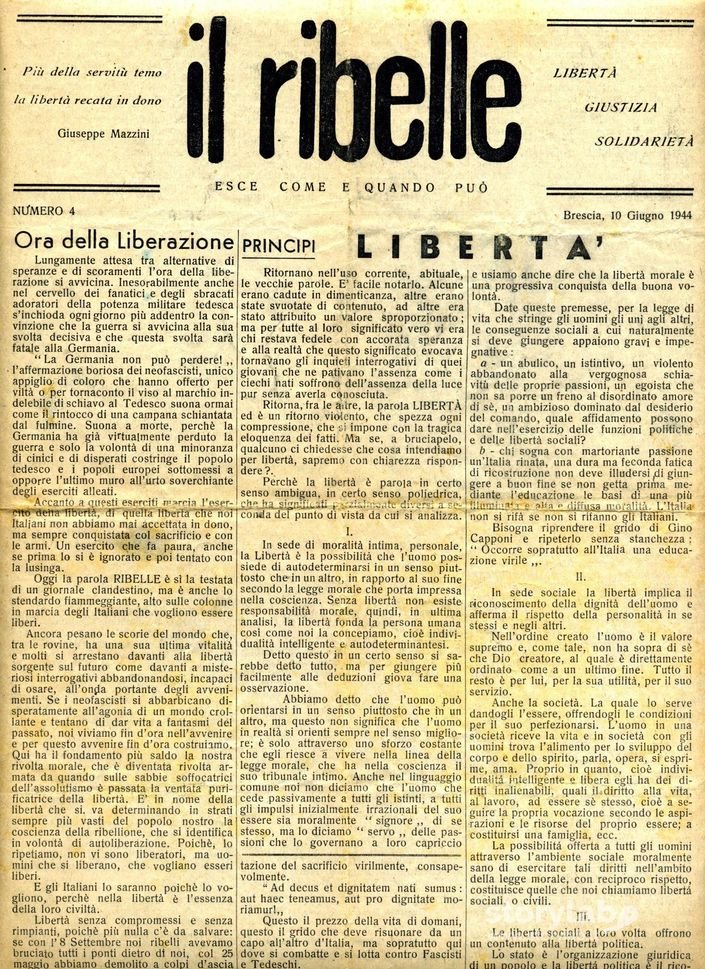 Più della servitù temo
la libertà recata in dono
Giuseppe Mazzini
il ribelle
ESCE COME E QUANDO PUÒ
LIBERTÀ
GIUSTIZIA
SOLIDARIETÀ
NUMERO 4
Brescia, 10 Giugno 1944
Ora della Liberazione
Lungamente attesa tra alternative di
speranze e di scoramenti l'ora della libe-
razione si avvicina. Inesorabilmente anche
nel cervello dei fanatici e degli sbracati
adoratori della potenza militare tedesca
s'inchioda ogni giorno più addentro la con-
vinzione che la guerra si avvicina alla sua
svolta decisiva e che questa svolta sarà
fatale alla Germania.
"La Germania non può perdere!„
l'affermazione boriosa dei neofascisti, unico
appiglio di coloro che hanno offerto per
viltà o per tornaconto il viso al marchio in-
delebile di schiavo al Tedesco suona ormai
come il rintocco di una campana schiantata
dal fulmine. Suona a morte, perchè la
Germania ha già virtualmente perduto la
guerra e solo la volontà di una minoranza
di cinici e di disperati costringe il popolo
tedesco e i popoli europei sottomessi a
opporre l'ultimo muro all'urto soverchiante
degli eserciti alleati.
Accanto a questi eserciti marcia l'eser-
cito della libertà, di quella libertà che noi
Italiani non abbiamo mai accettata in dono,
ma sempre conquistata col sacrificio e con
le armi. Un esercito che fa paura, anche
se prima lo si è ignorato e poi tentato con
la lusinga.
Oggi la parola RIBELLE è sì la testata
di un giornale clandestino, ma è anche lo
stendardo fiammeggiante, alto sulle colonne
in marcia degli Italiani che vogliono essere
liberi.
Ancora pesano le scorie del mondo che,
tra le rovine, ha una sua ultima vitalità
e molti si arrestano davanti alla libertà
sorgente sul futuro come davanti a miste-
riosi interrogativi abbandonandosi, incapaci
di osare, all'onda portante degli avveni-
menti. Se i neofascisti si abbarbicano di-
speratamente all'agonia di un mondo crol-
lante e tentano di dar vita a fantasmi del
passato, noi viviamo fin d'ora nell'avvenire
e per questo avvenire fin d'ora costruiamo.
Qui ha il fondamento più saldo la nostra
rivolta morale, che è diventata rivolta ar-
mata da quando sulle sabbie soffocatrici
dell'assolutismo è passata la ventata puri-
ficatrice della libertà. E' in nome della
libertà che si va determinando in strati
sempre più vasti del popolo nostro la
coscienza della ribellione, che si identifica
in volontà di autoliberazione. Poichè, lo
ripetiamo, non vi sono liberatori, ma uo-
mini che si liberano, che vogliano esseri
liberi.
E gli Italiani lo saranno poichè lo vo-
gliono, perchè nella libertà è l'essenza
della loro civiltà.
Libertà senza compromessi e senza
rimpianti, poichè più nulla c'è da salvare:
se con l'8 Settembre noi ribelli avevamo
bruciato tutti i ponti dietro di noi, col 25
maggio abbiamo demolito a colpi d'ascia
PRINCIPI
LIBERTA'
Ritornano nell'uso corrente, abituale,
le vecchie parole. E' facile notarlo. Alcune
erano cadute in dimenticanza, altre erano
state svuotate di contenuto, ad altre era
stato attribuito un valore sproporzionato;
ma per tutte al loro significato vero vi era
chi restava fedele con accorata speranza
e alla realtà che questo significato evocava
tornavano gli inquieti interrogativi di quei
giovani che ne pativano l'assenza come i
ciechi nati soffrono dell'assenza della luce
pur senza averla conosciuta.
Ritorna, fra le altre, la parola LIBERTÀ
ed è un ritorno violento, che spezza ogni
compressione, che si impone con la tragica
eloquenza dei fatti. Ma se, a bruciapelo,
qualcuno ci chiedesse che cosa intendiamo
per libertà, sapremo con chiarezza rispon-
dere?.
Perchè la libertà è parola in certo
senso ambigua, in certo senso poliedrica,
che ha significati parzialmente diversi a se-
conda del punto di vista da cui si analizza.
I.
In sede di moralità intima, personale,
la Libertà è la possibilità che l'uomo pos-
siede di autodeterminarsi in un senso piut-
tosto che in un altro, in rapporto al suo fine
secondo la legge morale che porta impressa
nella coscienza. Senza libertà non esiste
responsabilità morale, quindi, in ultima
analisi, la libertà fonda la persona umana
così come noi la concepiamo, cioè indivi-
dualità intelligente e autodeterminantesi.
Detto questo in un certo senso si sa-
rebbe detto tutto, ma per giungere più
facilmente alle deduzioni giova fare una
osservazione.
Abbiamo detto che l'uomo può
orientarsi in un senso piuttosto che in un
altro, ma questo non significa che l'uomo
in realtà si orienti sempre nel senso miglio-
re; è solo attraverso uno sforzo costante
che egli riesce a vivere nella linea della
legge morale, che ha nella coscienza il
suo tribunale intimo. Anche nel linguaggio
comune noi non diciamo che l'uomo che
cede passivamente a tutti gli istinti, a tutti
gli impulsi inizialmente irrazionali del suo
essere sia moralmente "signore„ di se
stesso, ma lo diciamo "servo„ delle pas-
sioni che lo governano a loro capriccio
tazione del sacrificio virilmente, consape-
volmente.
"Ad decus et dignitatem nati sumus:
aut haec teneamus, aut pro dignitate mo-
riamur!„
Questo il prezzo della vita di domani,
questo il grido che deve risuonare da un
capo all'altro d'Italia, ma sopratutto qui
dove si combatte e si lotta contro Fascisti
e Tedeschi.
e usiamo anche dire che la libertà morale è
una progressiva conquista della buona vo-
lontà.
Date queste premesse, per la legge di
vita che stringe gli uomini gli uni agli altri,
le conseguenze sociali a cui naturalmente
si deve giungere appaiono gravi e impe-
gnative:
a - un abulico, un istintivo, un violento
abbandonato alla vergognosa schia-
vitù delle proprie passioni, un egoista che
non sa porre un freno al disordinato amore
di sè, un ambizioso dominato dal desiderio
del comando, quale affidamento possono
dare nell'esercizio delle funzioni politiche
e delle libertà sociali?
b - chi sogna con martoriante passione
un'Italia rinata, una dura ma feconda fatica
di ricostruzione non deve illudersi di giun-
gere a buon fine se non getta prima me-
diante l'educazione le basi di una più
illuminata e alta e diffusa moralità. L'Italia
non si rifà se non si rifanno gli Italiani.
Bisogna riprendere il grido di Gino
Capponi e ripeterlo senza stanchezza:
"Occorre sopratutto all'Italia una educa-
zione virile„.
II.
In sede sociale la libertà implica il
riconoscimento della dignità dell'uomo e
afferma il rispetto della personalità in se
stessi e negli altri.
Nell'ordine creato l'uomo è il valore
supremo e, come tale, non ha sopra di sè
che Dio creatore, al quale è direttamente
ordinato come a un ultimo fine. Tutto il
resto è per lui, per la sua utilità, per il suo
servizio.
Anche la società. La quale lo serve
dandogli l'essere, offrendogli le condizioni
per il suo perfezionarsi. L'uomo in una
società riceve la vita e in società con gli
uomini trova l'alimento per lo sviluppo del
corpo e dello spirito, parla, opera, si espri-
me, ama. Proprio in quanto, cioè indivi-
dualità intelligente e libera egli ha dei di-
ritti inalienabili, quali il diritto alla vita,
al lavoro, ad essere sè stesso, cioè a se-
guire la propria vocazione secondo le aspi-
razioni e le risorse del proprio essere; a
costituirsi una famiglia, ecc.
La possibilità offerta a tutti gli uomini
attraverso l'ambiente sociale moralmente
sano di esercitare tali diritti nell'ambito
della legge morale, con reciproco rispetto,
costituisce quelle che noi chiamiamo libertà
sociali, o civili.
III.
Le libertà sociali a loro volta offrono
un contenuto alla libertà politica.
Lo stato è l'organizzazione giuridica
di un popolo e la libertà politica è il rico-